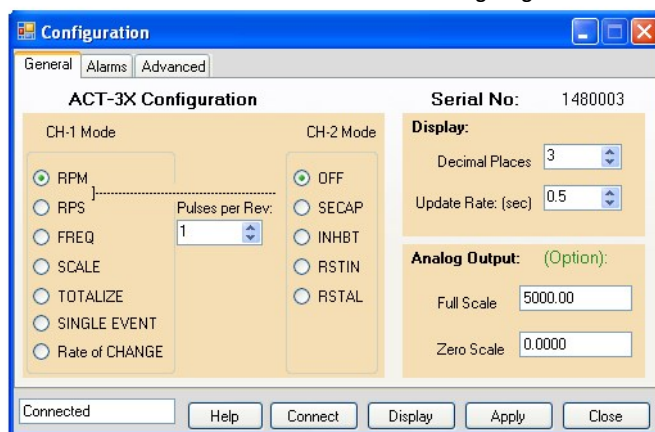 Configuration
General Alarms Advanced
ACT-3X Configuration
Serial No: 1480003
CH-1 Mode
RPM
RPS
FREQ
SCALE
TOTALIZE
SINGLE EVENT
Rate of CHANGE
Pulses per Rev:
1
CH-2 Mode
OFF
SECAP
INHBT
RSTIN
RSTAL
Display:
Decimal Places 3
Update Rate: (sec) 0.5
Analog Output: (Option):
Full Scale 5000.00
Zero Scale 0.0000
Connected Help Connect Display Apply Close